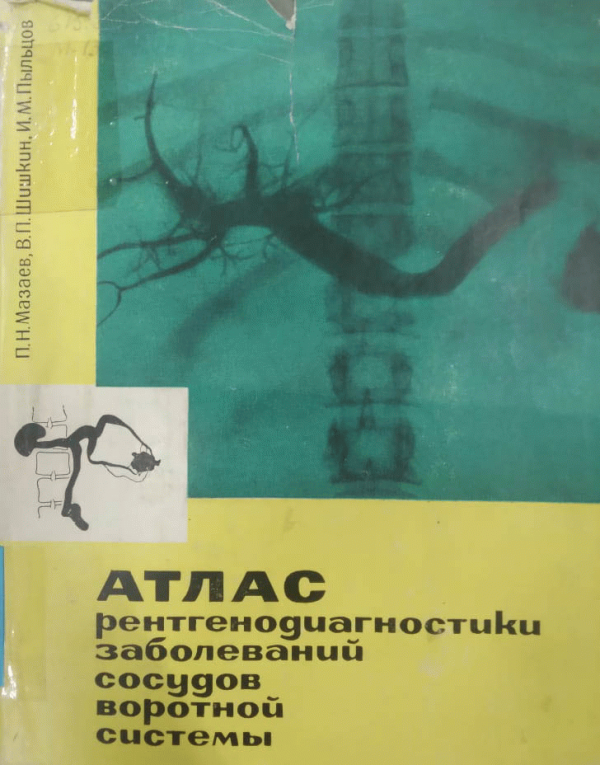 П.Н.Мазаев, В.П.Шишкин, И.М.Пыльцов
АТЛАС
рентгенодиагностики
заболеваний
сосудов
воротной
системы